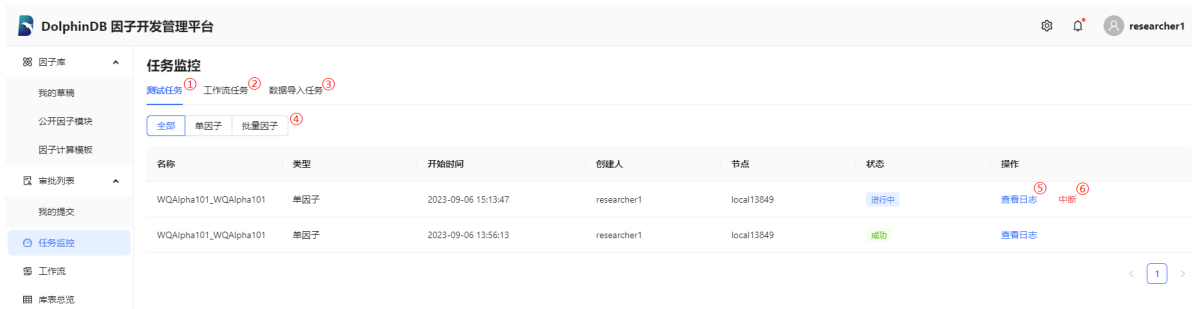 DolphinDB 因子开发管理平台
researcher1
因子库
我的草稿
公开因子模块
因子计算模板
审批列表
我的提交
任务监控
工作流
库表总览
任务监控
测试任务① 工作流任务② 数据导入任务③
全部 单因子 批量因子 ④
名称 类型 开始时间 创建人 节点 状态 操作
WQAlpha101_WQAlpha101 单因子 2023-09-06 15:13:47 researcher1 local13849 进行中 查看日志⑤ 中断⑥
WQAlpha101_WQAlpha101 单因子 2023-09-06 13:56:13 researcher1 local13849 成功 查看日志
< 1 >